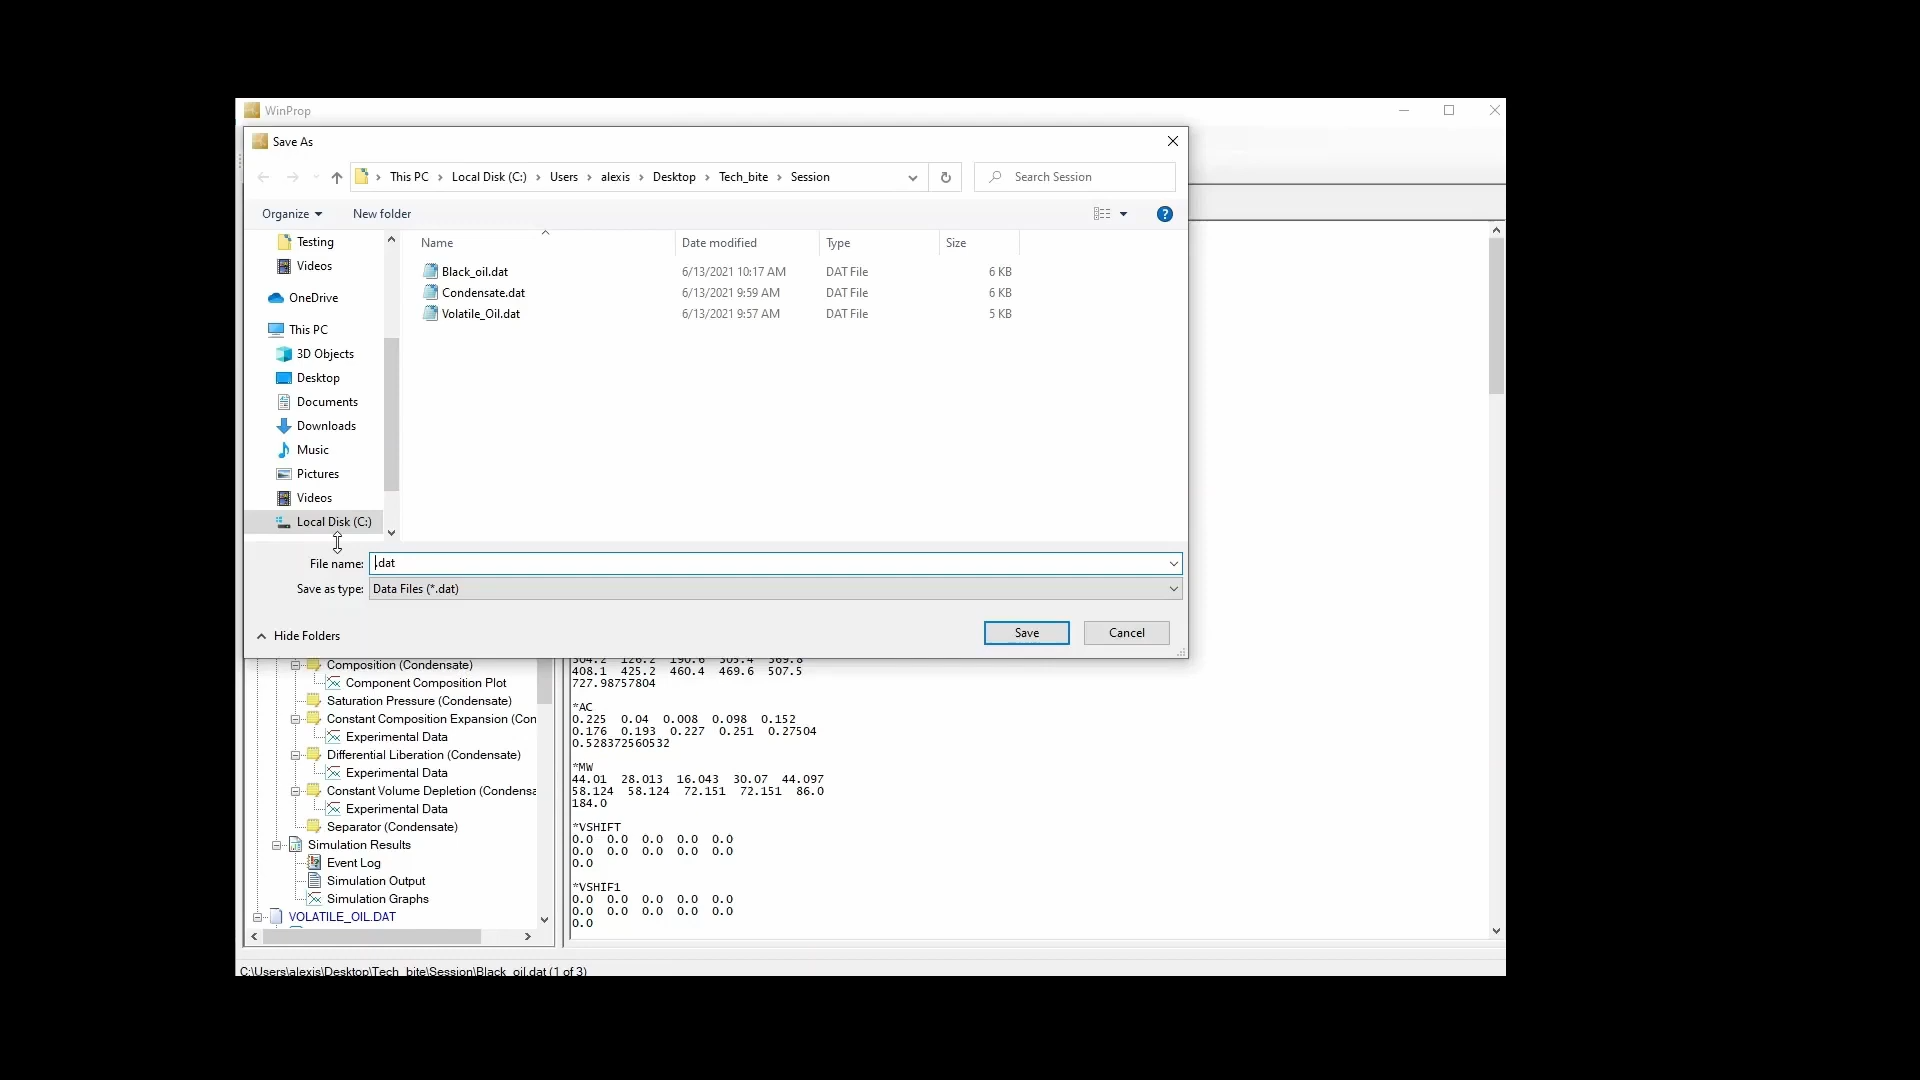 WinProp
Save As
This PC > Local Disk (C:) > Users > alexis > Desktop > Tech_bite > Session
Search Session
Organize
New folder
Name Date modified Type Size
Testing
Videos
OneDrive
This PC
3D Objects
Desktop
Documents
Downloads
Music
Pictures
Videos
Local Disk (C:)
Black_oil.dat 6/13/2021 10:17 AM DAT File 6 KB
Condensate.dat 6/13/2021 9:59 AM DAT File 6 KB
Volatile_Oil.dat 6/13/2021 9:57 AM DAT File 5 KB
File name: .dat
Save as type: Data Files (*.dat)
Hide Folders
Save
Cancel
Composition (Condensate)
Component Composition Plot
Saturation Pressure (Condensate)
Constant Composition Expansion (Con
Experimental Data
Differential Liberation (Condensate)
Experimental Data
Constant Volume Depletion (Condensa
Experimental Data
Separator (Condensate)
Simulation Results
Event Log
Simulation Output
Simulation Graphs
VOLATILE_OIL.DAT
304.2 126.2 190.6 305.4 369.8
408.1 425.2 460.4 469.6 507.5
727.98757804
*AC
0.225 0.04 0.008 0.098 0.152
0.176 0.193 0.227 0.251 0.27504
0.528372560532
*MW
44.01 28.013 16.043 30.07 44.097
58.124 58.124 72.151 72.151 86.0
184.0
*VSHIFT
0.0 0.0 0.0 0.0 0.0
0.0 0.0 0.0 0.0 0.0
0.0
*VSHIF1
0.0 0.0 0.0 0.0 0.0
0.0 0.0 0.0 0.0 0.0
0.0
C:\Users\alexis\Desktop\Tech_bite\Session\Black_oil.dat (1 of 3)